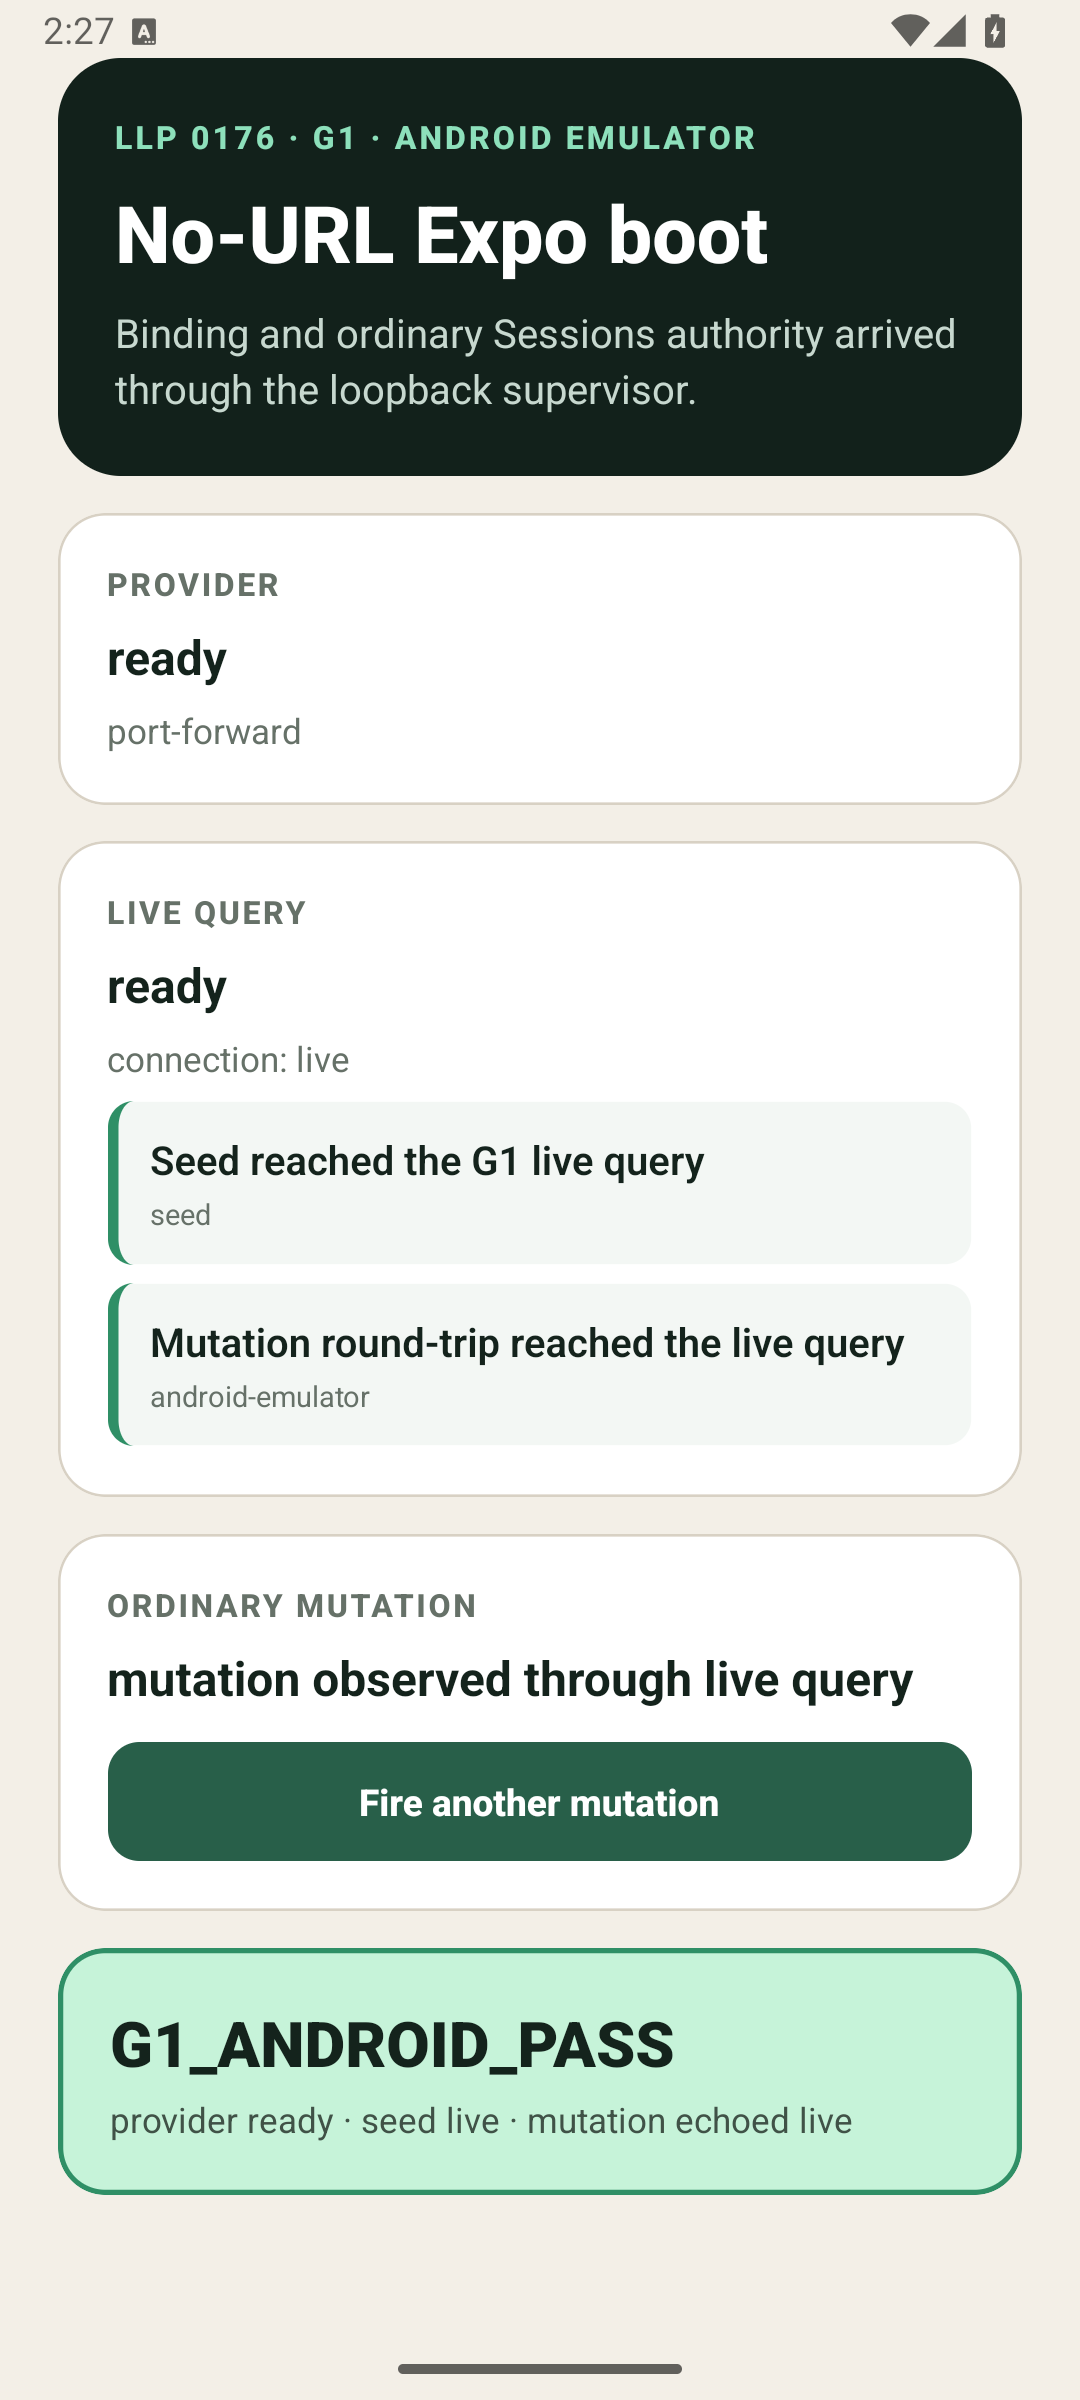 2:27
LLP 0176 · G1 · ANDROID EMULATOR
No-URL Expo boot
Binding and ordinary Sessions authority arrived
through the loopback supervisor.
PROVIDER
ready
port-forward
LIVE QUERY
ready
connection: live
Seed reached the G1 live query
seed
Mutation round-trip reached the live query
android-emulator
ORDINARY MUTATION
mutation observed through live query
Fire another mutation
G1_ANDROID_PASS
provider ready · seed live · mutation echoed live